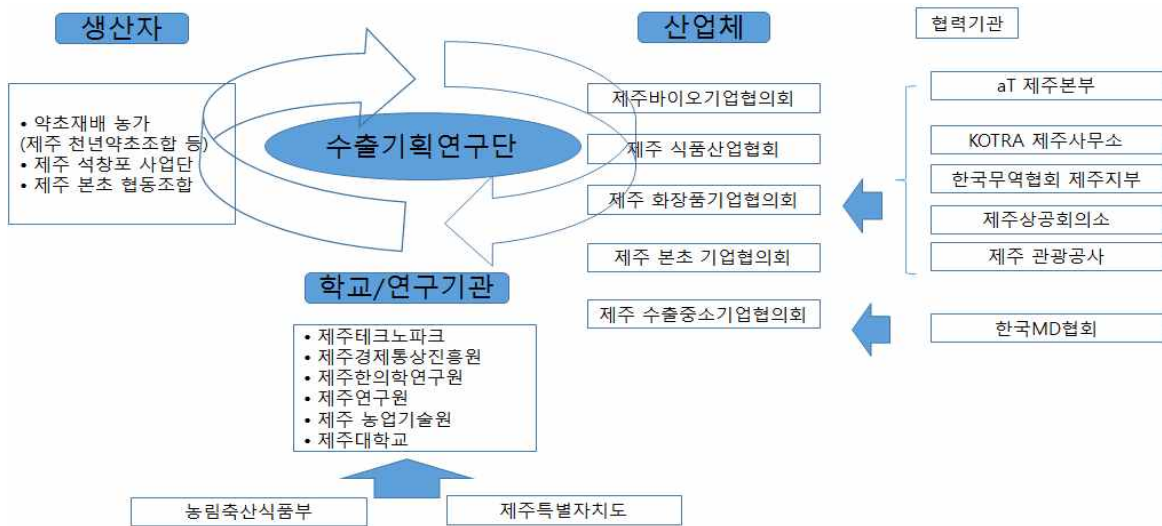 생산자
산업체
협력기관
• 약초재배 농가
(제주 천년약초조합 등)
• 제주 석창포 사업단
• 제주 본초 협동조합
수출기획연구단
제주바이오기업협의회
제주 식품산업협회
제주 화장품기업협의회
제주 본초 기업협의회
제주 수출중소기업협의회
aT 제주본부
KOTRA 제주사무소
한국무역협회 제주지부
제주상공회의소
제주 관광공사
한국MD협회
학교/연구기관
• 제주테크노파크
• 제주경제통상진흥원
• 제주한의학연구원
• 제주연구원
• 제주 농업기술원
• 제주대학교
농림축산식품부
제주특별자치도